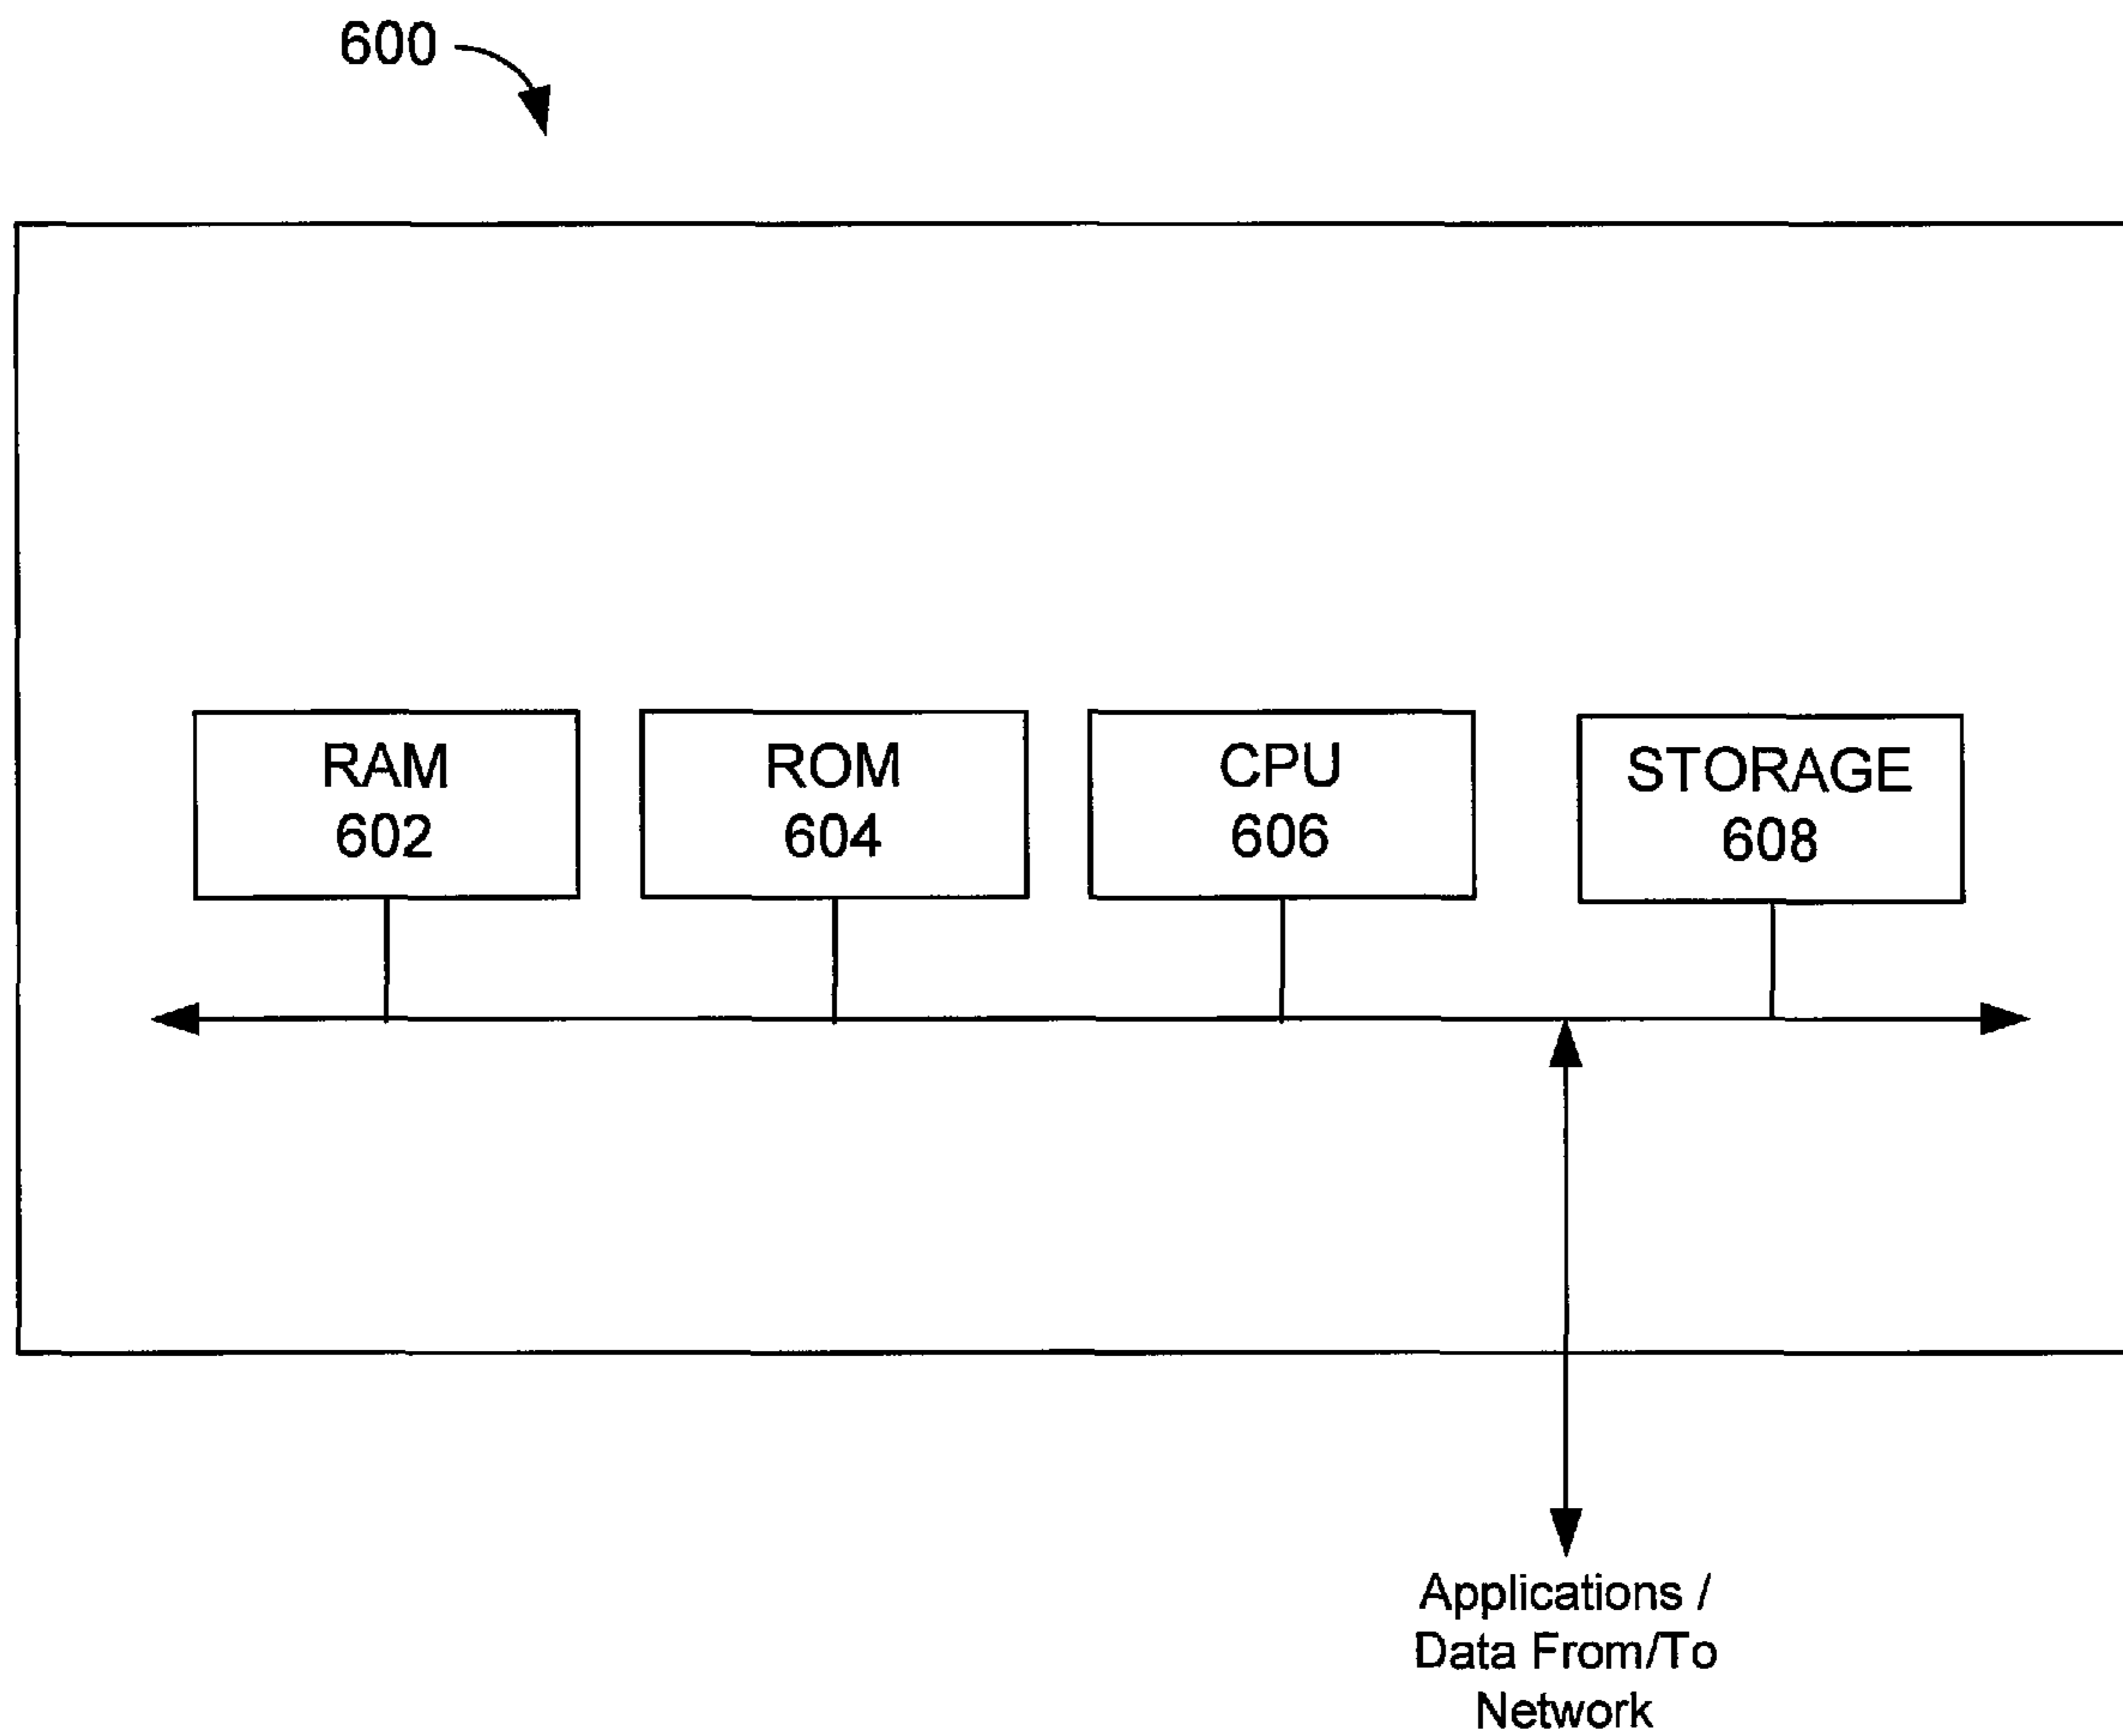 600
RAM
602
ROM
604
CPU
606
STORAGE
608
Applications /
Data From/To
Network